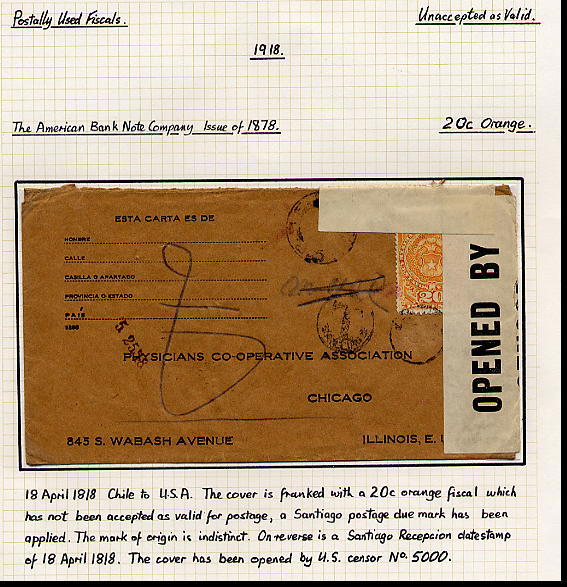 Postally Used Fiscals.
Unaccepted as Valid.
1918.
The American Bank Note Company Issue of 1878.
20c Orange.
ESTA CARTA ES DE
NOMBRE
CALLE
CASILLA O APARTADO
PROVINCIA O ESTADO
PAIS
5 25 18
PHYSICIANS CO-OPERATIVE ASSOCIATION
CHICAGO
845 S. WABASH AVENUE
ILLINOIS, E. U
20
OPENED BY
18 April 1818 Chile to U.S.A. The cover is franked with a 20c orange fiscal which
has not been accepted as valid for postage, a Santiago postage due mark has been
applied. The mark of origin is indistinct. On reverse is a Santiago Recepcion datestamp
of 18 April 1818. The cover has been opened by U.S. censor No. 5000.